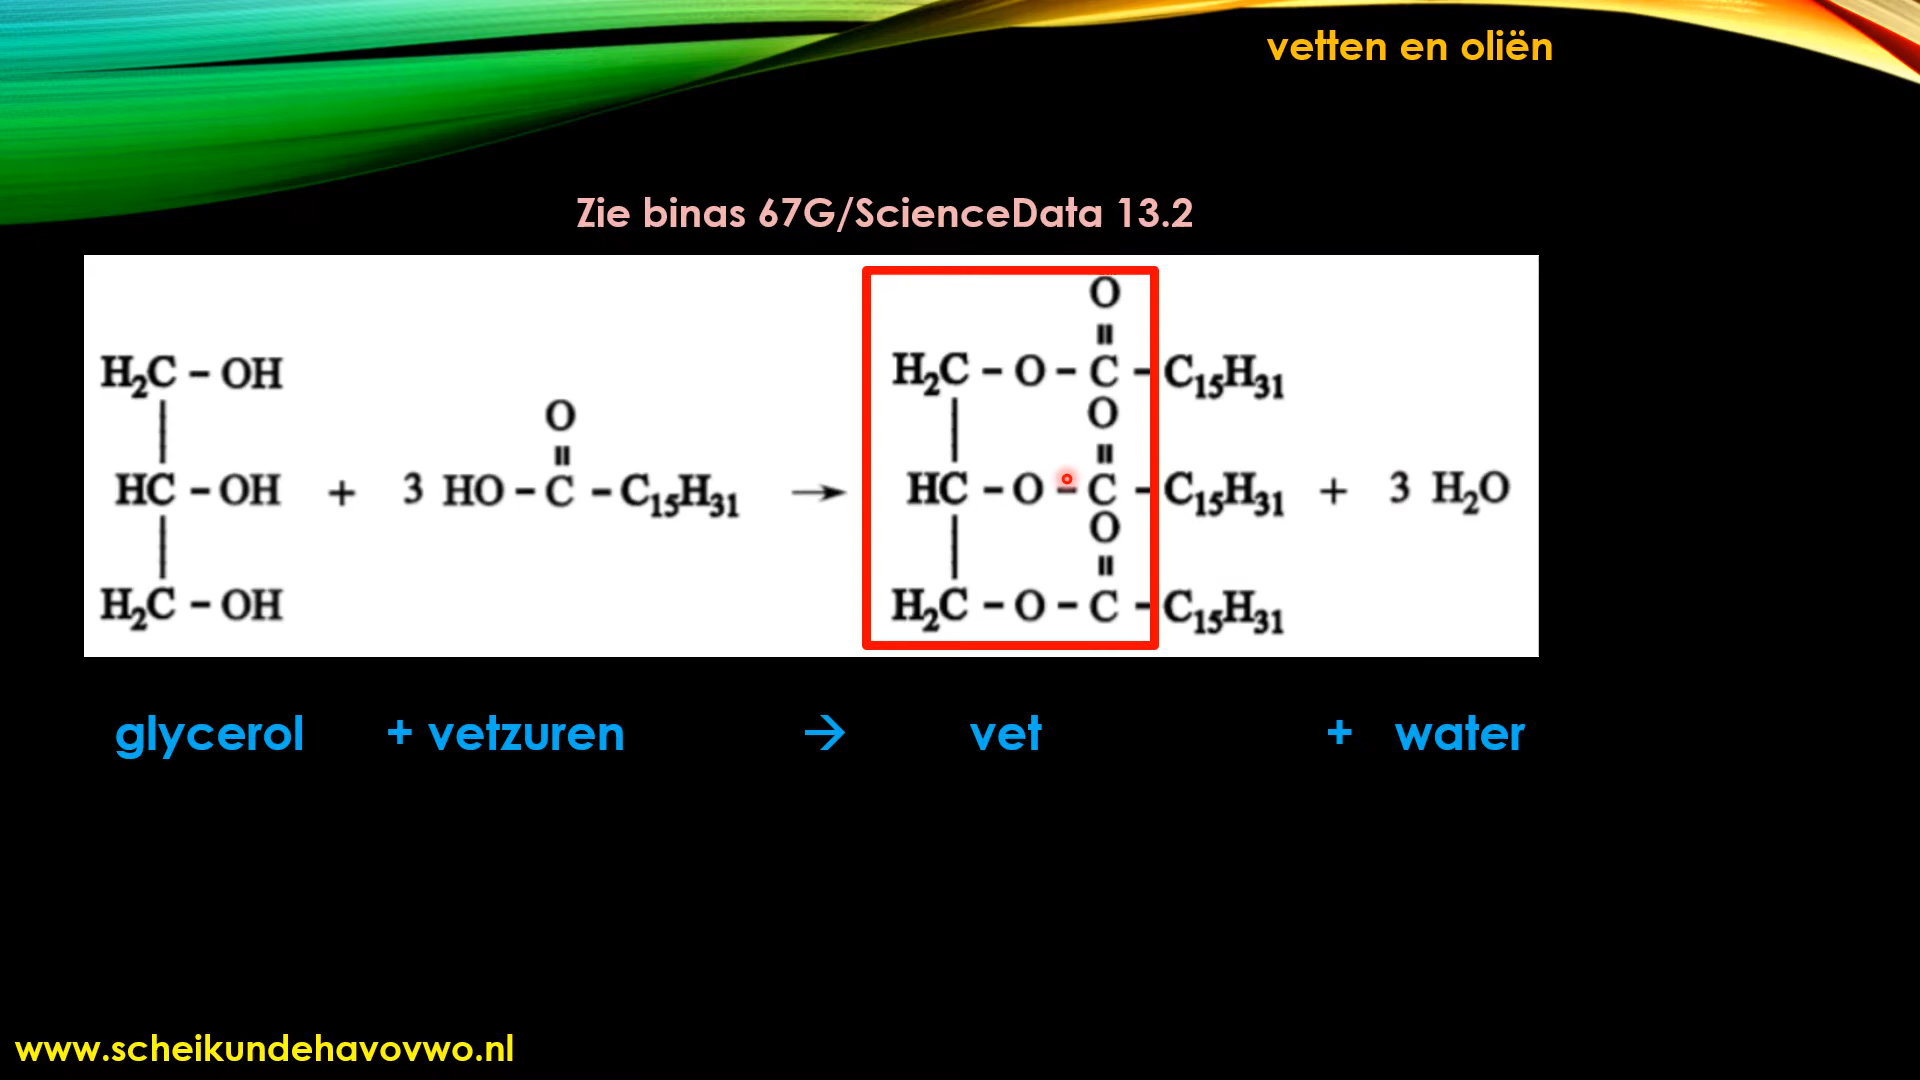 vetten en oliën
Zie binas 67G/ScienceData 13.2
O
||
H₂C – OH
H₂C – O – C – C₁₅H₃₁
O
O
||
||
HC – OH + 3 HO – C – C₁₅H₃₁ → HC – O – C – C₁₅H₃₁ + 3 H₂O
O
||
H₂C – OH
H₂C – O – C – C₁₅H₃₁
glycerol + vetzuren → vet + water
www.scheikundehavovwo.nl